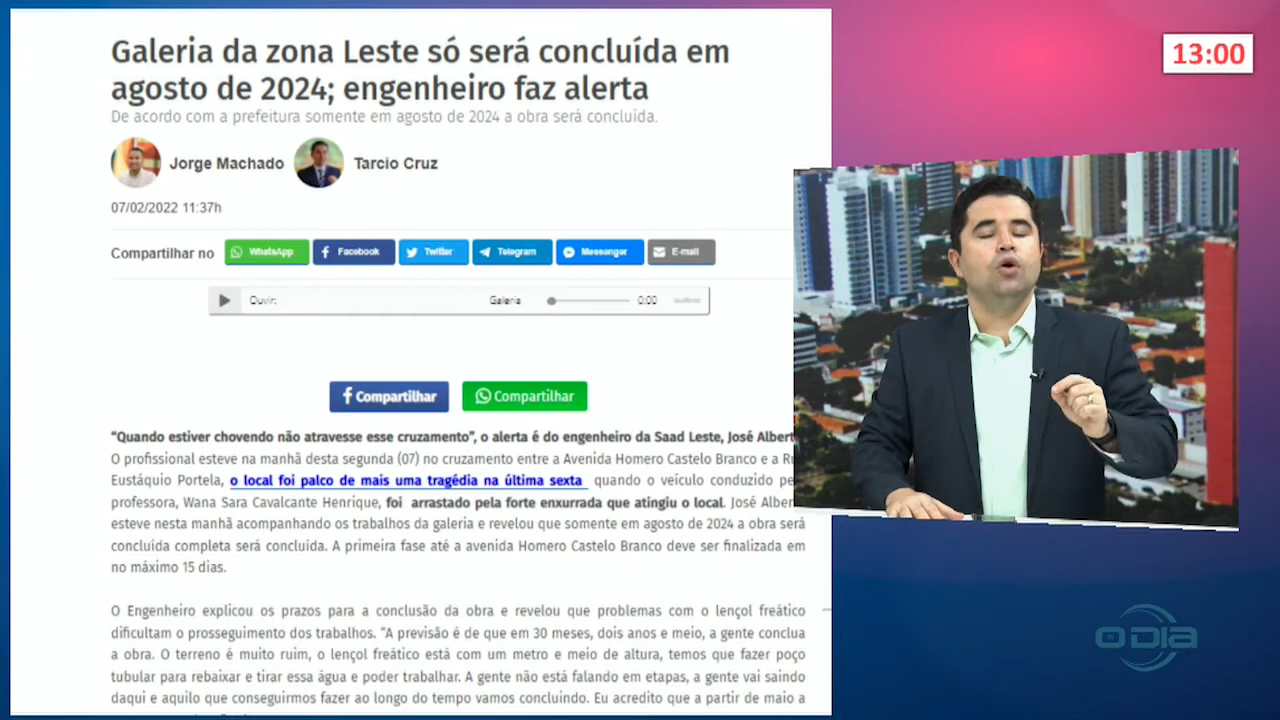 Galeria da zona Leste só será concluída em
agosto de 2024; engenheiro faz alerta
De acordo com a prefeitura somente em agosto de 2024 a obra será concluída.
Jorge Machado Tarcio Cruz
07/02/2022 11:37h
Compartilhar no WhatsApp Facebook Twitter Telegram Messenger E-mail
Ouvir: Galeria 0:00
Compartilhar Compartilhar
“Quando estiver chovendo não atravesse esse cruzamento”, o alerta é do engenheiro da Saad Leste, José Albert
O profissional esteve na manhã desta segunda (07) no cruzamento entre a Avenida Homero Castelo Branco e a Ru
Eustáquio Portela, o local foi palco de mais uma tragédia na última sexta quando o veículo conduzido pe
professora, Wana Sara Cavalcante Henrique, foi arrastado pela forte enxurrada que atingiu o local. José Alber
esteve nesta manhã acompanhando os trabalhos da galeria e revelou que somente em agosto de 2024 a obra será
concluída completa será concluída. A primeira fase até a avenida Homero Castelo Branco deve ser finalizada em
no máximo 15 dias.
O Engenheiro explicou os prazos para a conclusão da obra e revelou que problemas com o lençol freático
dificultam o prosseguimento dos trabalhos. “A previsão é de que em 30 meses, dois anos e meio, a gente conclua
a obra. O terreno é muito ruim, o lençol freático está com um metro e meio de altura, temos que fazer poço
tubular para rebaixar e tirar essa água e poder trabalhar. A gente não está falando em etapas, a gente vai saindo
daqui e aquilo que conseguirmos fazer ao longo do tempo vamos concluindo. Eu acredito que a partir de maio a
13:00
O DIA